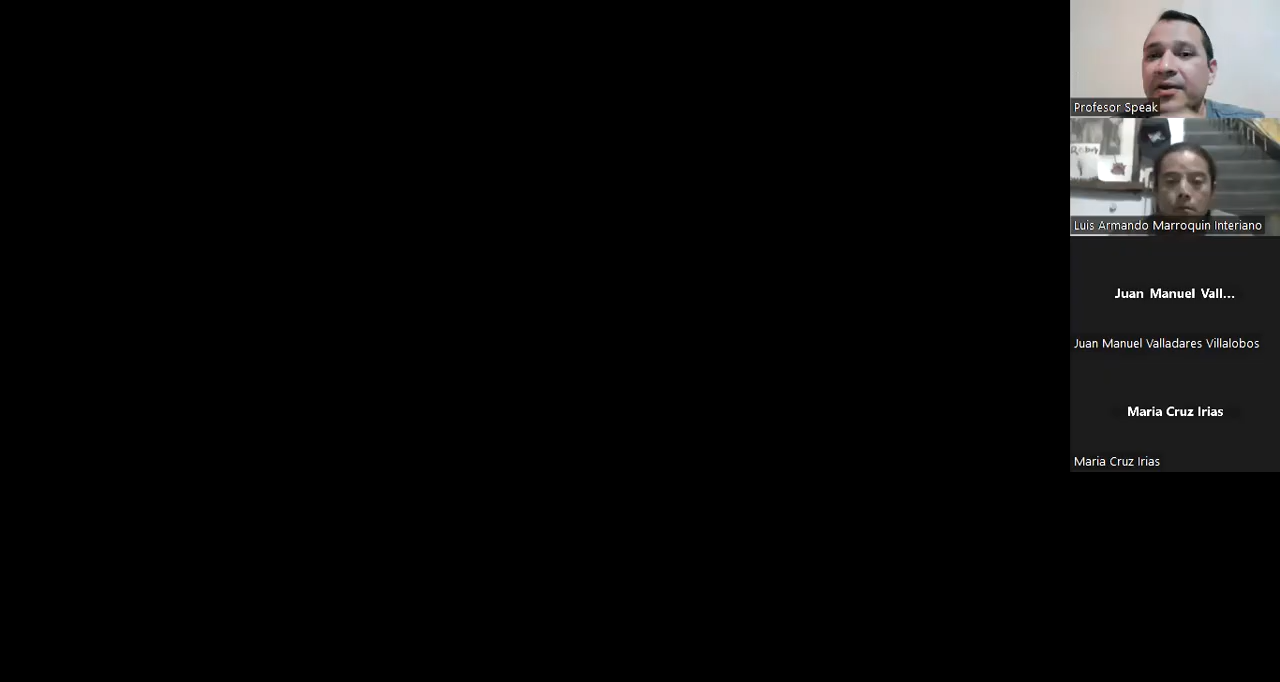 Profesor Speak
Luis Armando Marroquin Interiano
Juan Manuel Vall...
Juan Manuel Valladares Villalobos
Maria Cruz Irias
Maria Cruz Irias